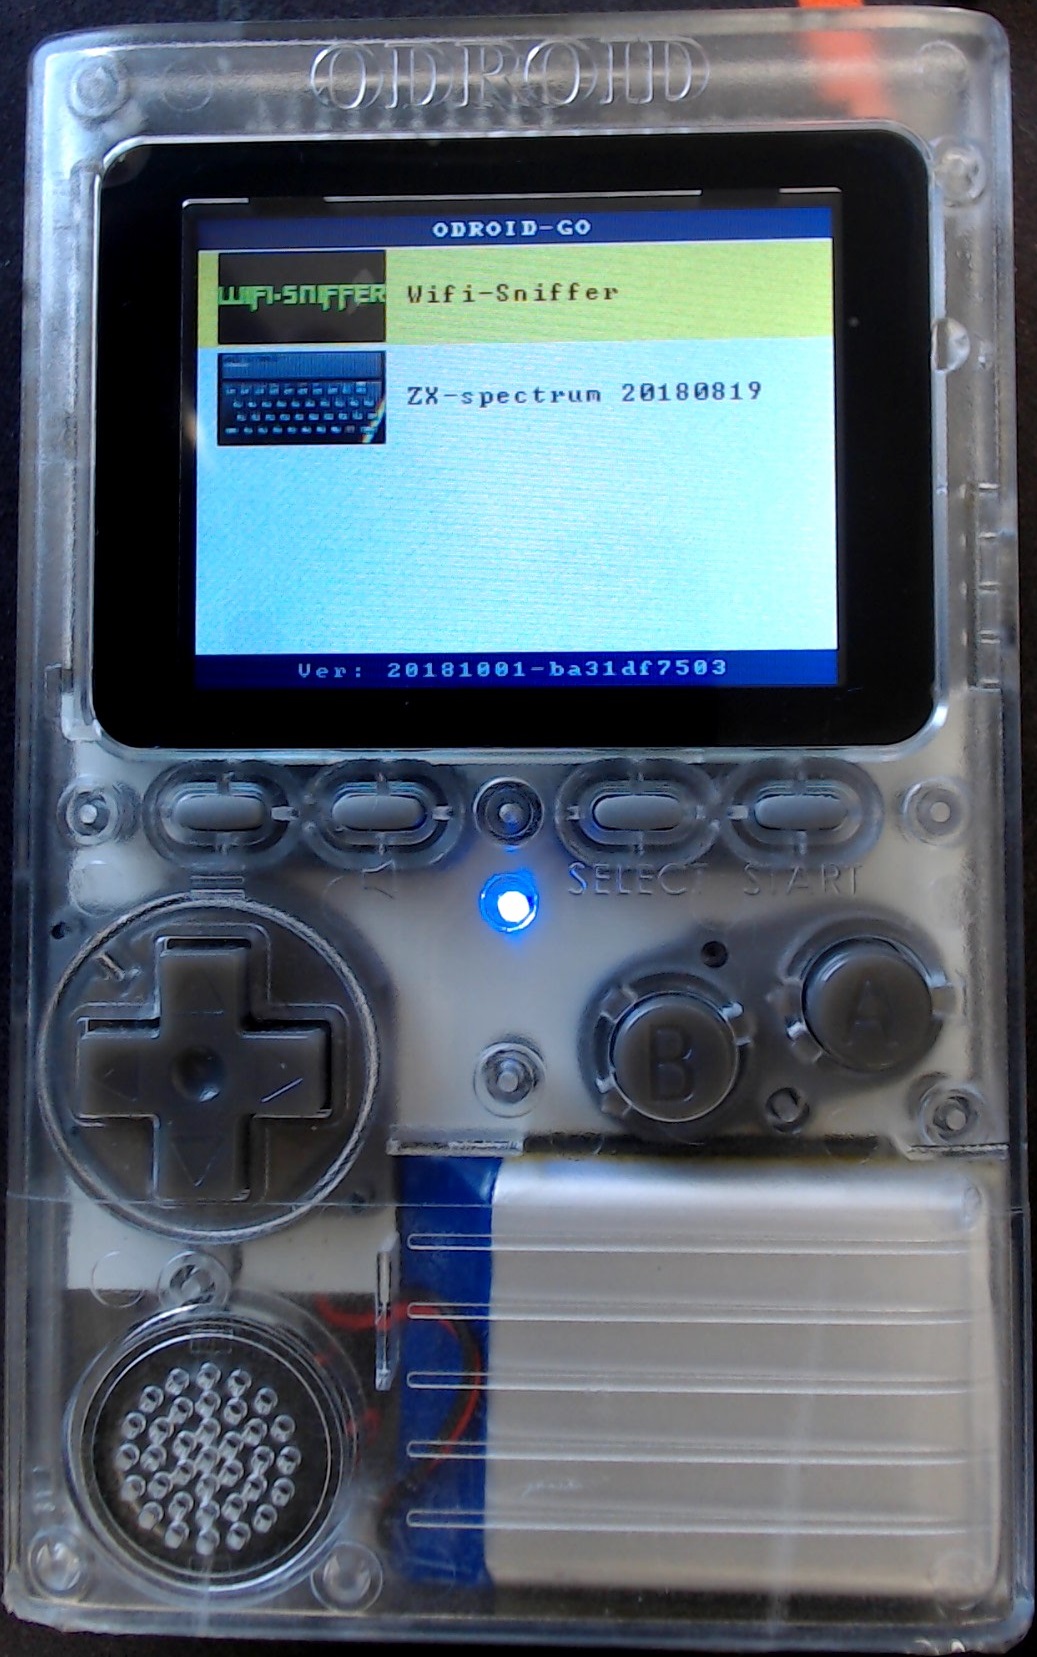 ODROID
ODROID-GO
WIFI-SNIFFER
Wifi-Sniffer
ZX-spectrum 20180819
Ver: 20181001-ba31df7503
SELECT
START
B
A